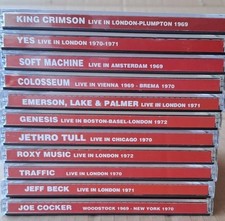 KING CRIMSON LIVE IN LONDON-PLUMPTON 1969
YES LIVE IN LONDON 1970-1971
SOFT MACHINE LIVE IN AMSTERDAM 1969
COLOSSEUM LIVE IN VIENNA 1969 - BREMA 1970
EMERSON, LAKE & PALMER LIVE IN LONDON 1971
GENESIS LIVE IN BOSTON-BASEL-LONDON 1972
JETHRO TULL LIVE IN CHICAGO 1970
ROXY MUSIC LIVE IN LONDON 1972
TRAFFIC LIVE IN LONDON 1970
JEFF BECK LIVE IN LONDON 1971
JOE COCKER WOODSTOCK 1969 - NEW YORK 1970